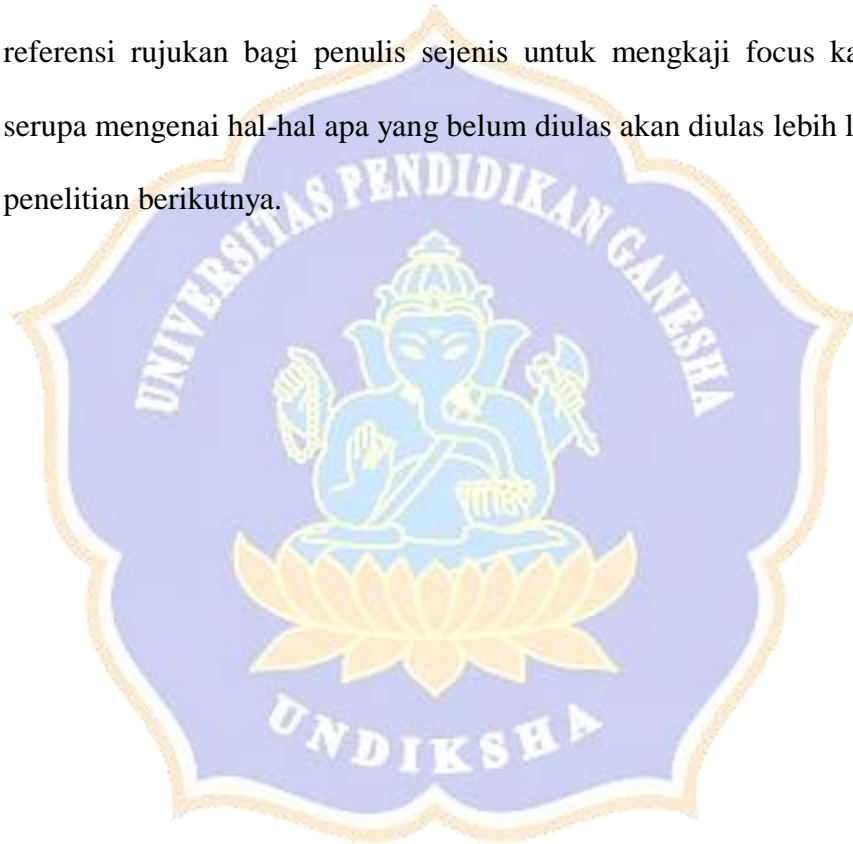 referensi rujukan bagi penulis sejenis untuk mengkaji focus
serupa mengenai hal-hal apa yang belum diulas akan diulas lebih
penelitian berikutnya.
UNIVERSITAS PENDIDIKAN GANESHA
UNDIKSHA